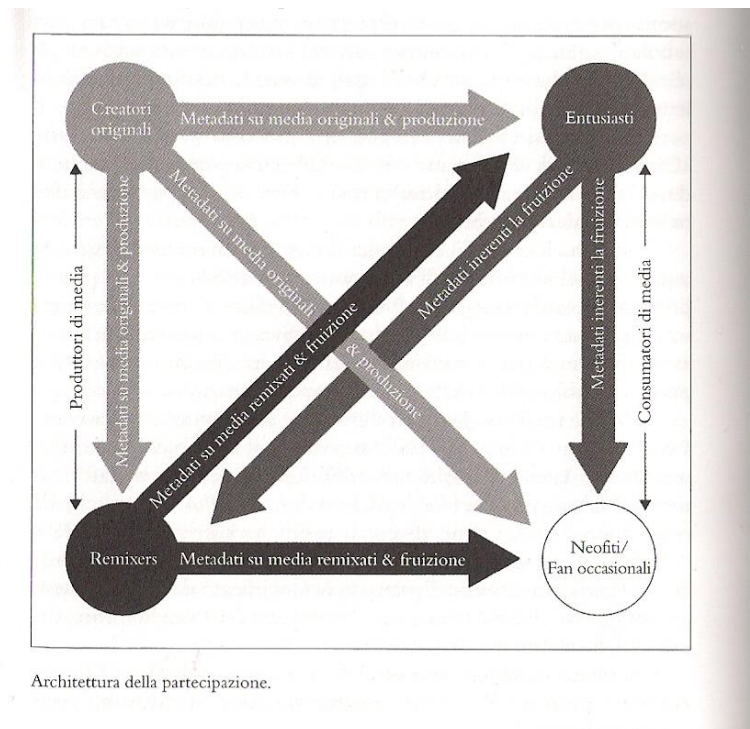 Creatori
originali
Metadati su media originali & produzione
Entusiasti
Metadati su media originali & produzione
Metadati su media originali & produzione
Metadati su media remixati & fruizione
Metadati inerenti la fruizione
Metadati inerenti la fruizione
Produttori di media
Consumatori di media
Remixers
Metadati su media remixati & fruizione
Neofiti/
Fan occasionali
Architettura della partecipazione.